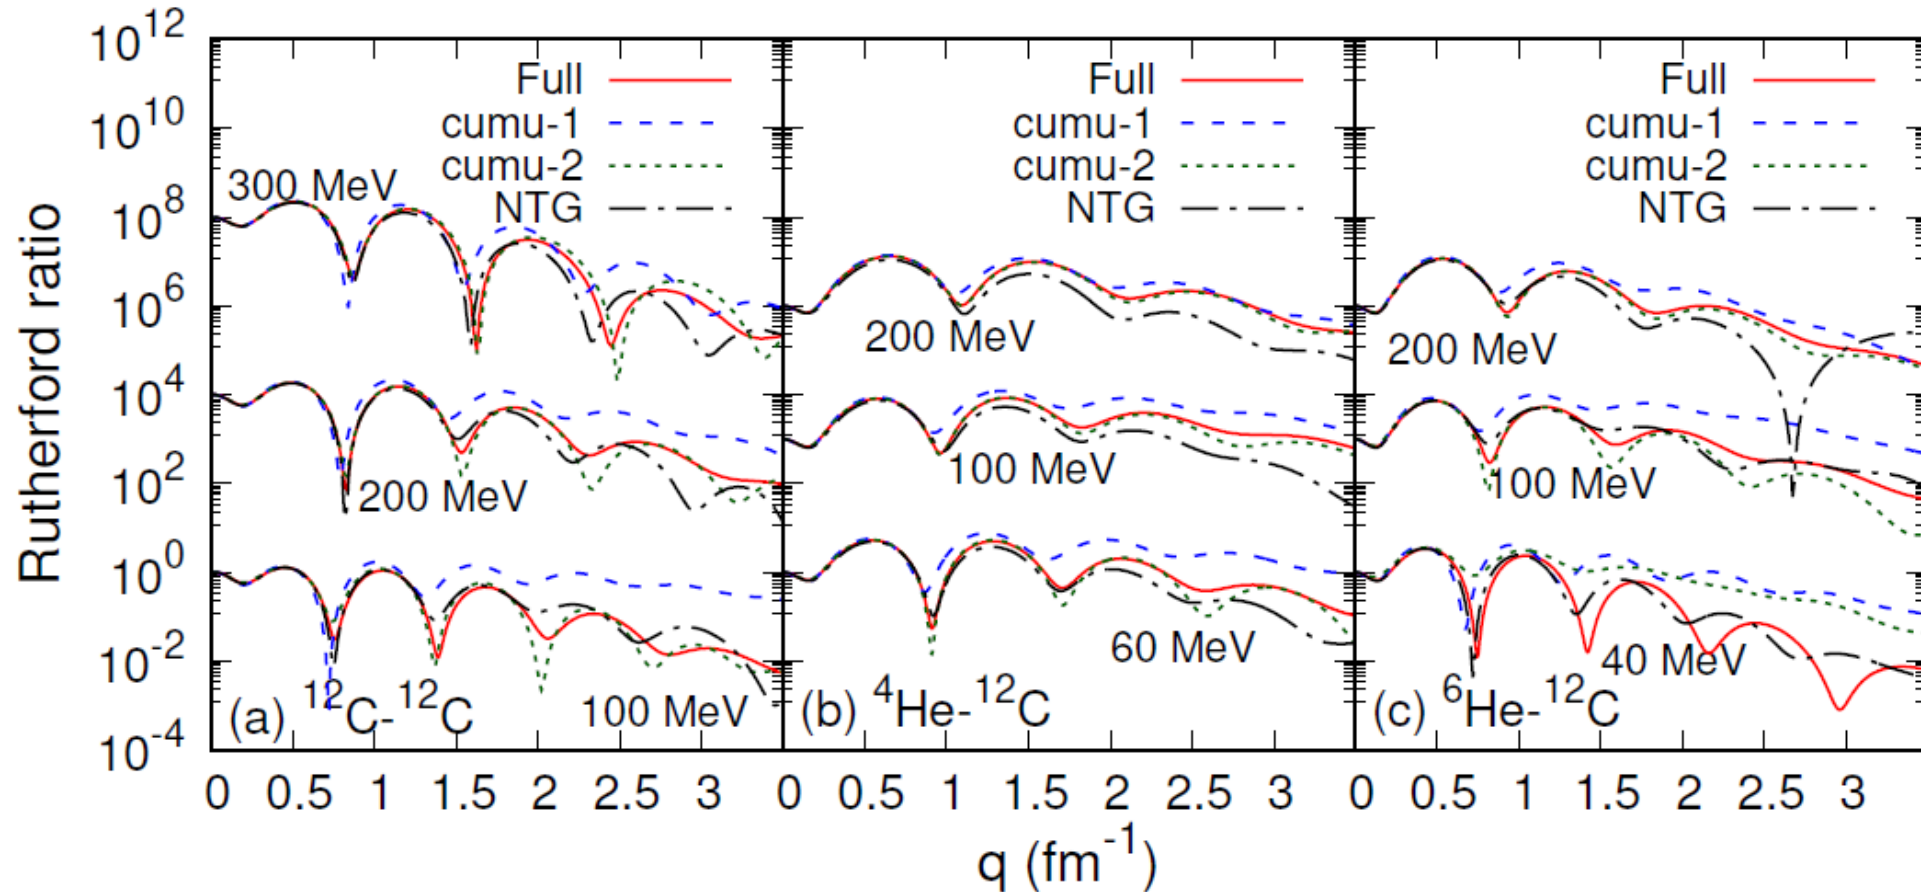 Rutherford ratio
10^12
10^10
10^8
10^6
10^4
10^2
10^0
10^-2
10^-4
Full
cumu-1
cumu-2
NTG
300 MeV
200 MeV
100 MeV
(a) ^12C-^12C
0 0.5 1 1.5 2 2.5 3
Full
cumu-1
cumu-2
NTG
200 MeV
100 MeV
60 MeV
(b) ^4He-^12C
0 0.5 1 1.5 2 2.5 3
Full
cumu-1
cumu-2
NTG
200 MeV
100 MeV
40 MeV
(c) ^6He-^12C
0 0.5 1 1.5 2 2.5 3
q (fm^-1)